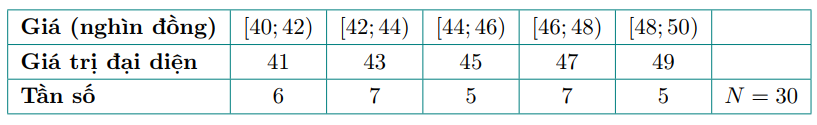 Giá (nghìn đồng) [40; 42) [42; 44) [44; 46) [46; 48) [48; 50)
Giá trị đại diện 41 43 45 47 49
Tần số 6 7 5 7 5 N = 30